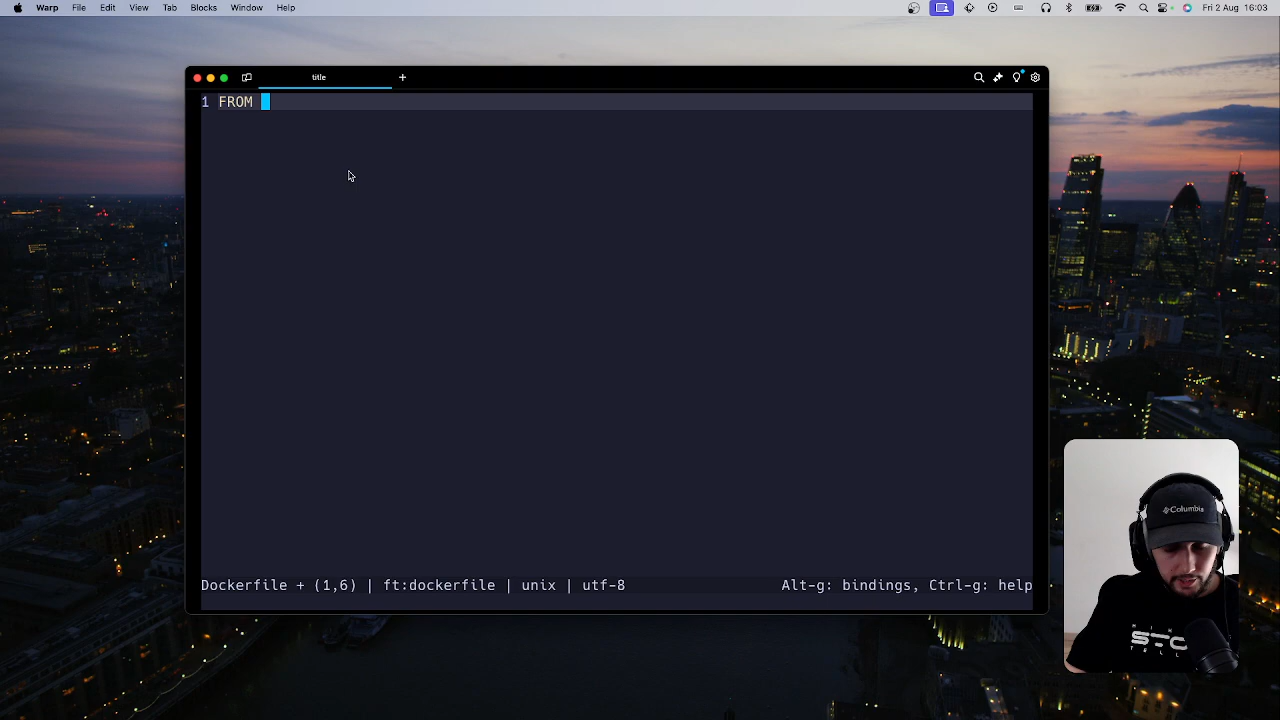 Warp File Edit View Tab Blocks Window Help Fri 2 Aug 16:03
title +
1 FROM
Dockerfile + (1,6) | ft:dockerfile | unix | utf-8 Alt-g: bindings, Ctrl-g: help
Columbia